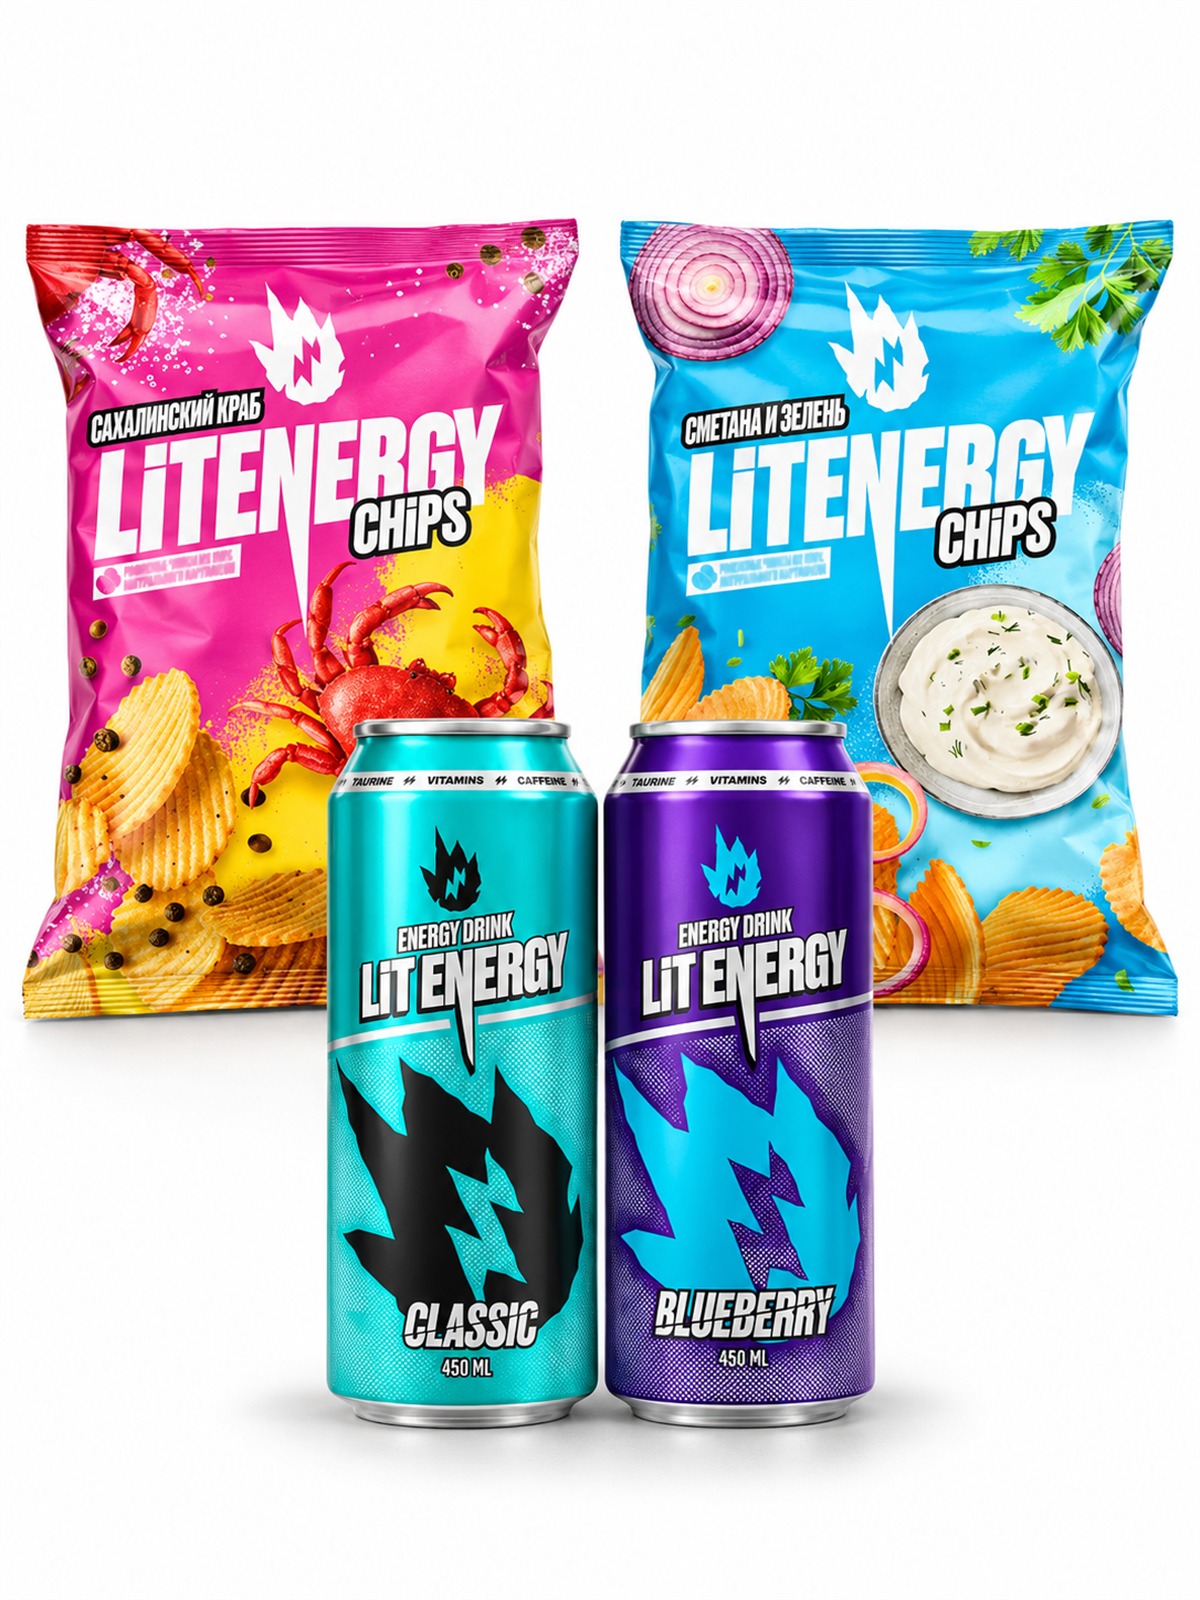 САХАЛИНСКИЙ КРАБ
LiTENERGY
CHiPS
СМЕТАНА И ЗЕЛЕНЬ
LiTENERGY
CHiPS
TAURINE VITAMINS CAFFEINE
ENERGY DRINK
LiT ENERGY
CLASSIC
450 ML
TAURINE VITAMINS CAFFEINE
ENERGY DRINK
LiT ENERGY
BLUEBERRY
450 ML